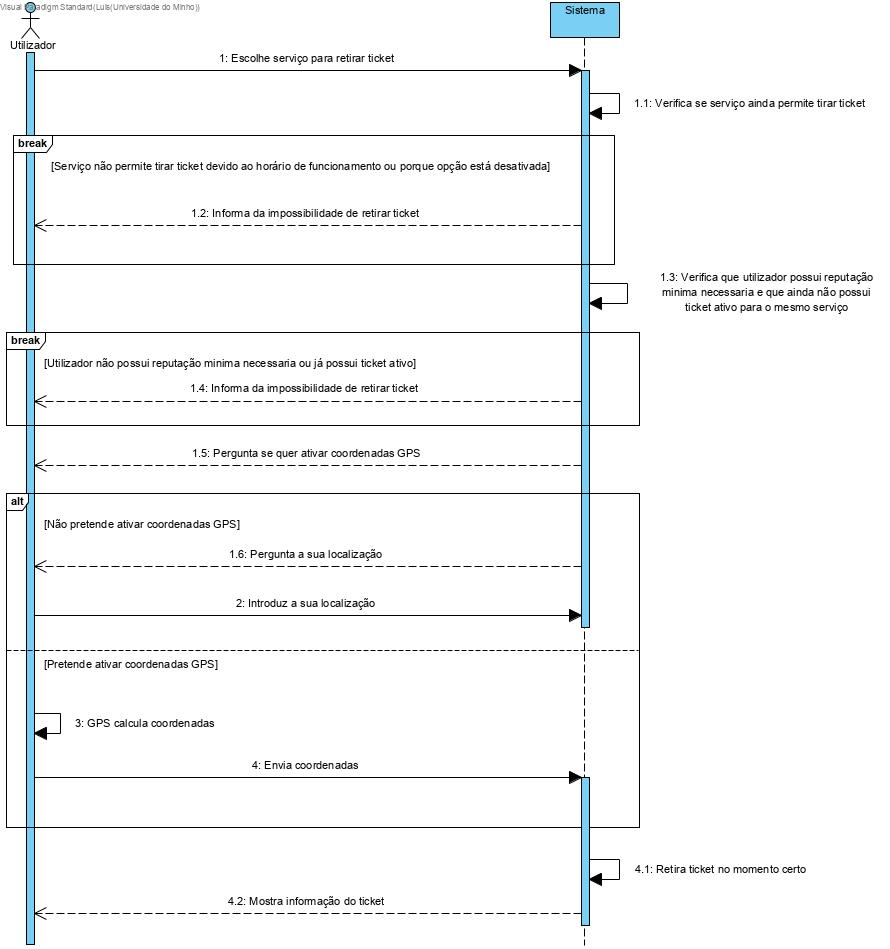 Visual Paradigm Standard(Luis(Universidade do Minho))
Sistema
Utilizador
1: Escolhe serviço para retirar ticket
1.1: Verifica se serviço ainda permite tirar ticket
break
[Serviço não permite tirar ticket devido ao horário de funcionamento ou porque opção está desativada]
1.2: Informa da impossibilidade de retirar ticket
1.3: Verifica que utilizador possui reputação
minima necessaria e que ainda não possui
ticket ativo para o mesmo serviço
break
[Utilizador não possui reputação minima necessaria ou já possui ticket ativo]
1.4: Informa da impossibilidade de retirar ticket
1.5: Pergunta se quer ativar coordenadas GPS
alt
[Não pretende ativar coordenadas GPS]
1.6: Pergunta a sua localização
2: Introduz a sua localização
[Pretende ativar coordenadas GPS]
3: GPS calcula coordenadas
4: Envia coordenadas
4.1: Retira ticket no momento certo
4.2: Mostra informação do ticket